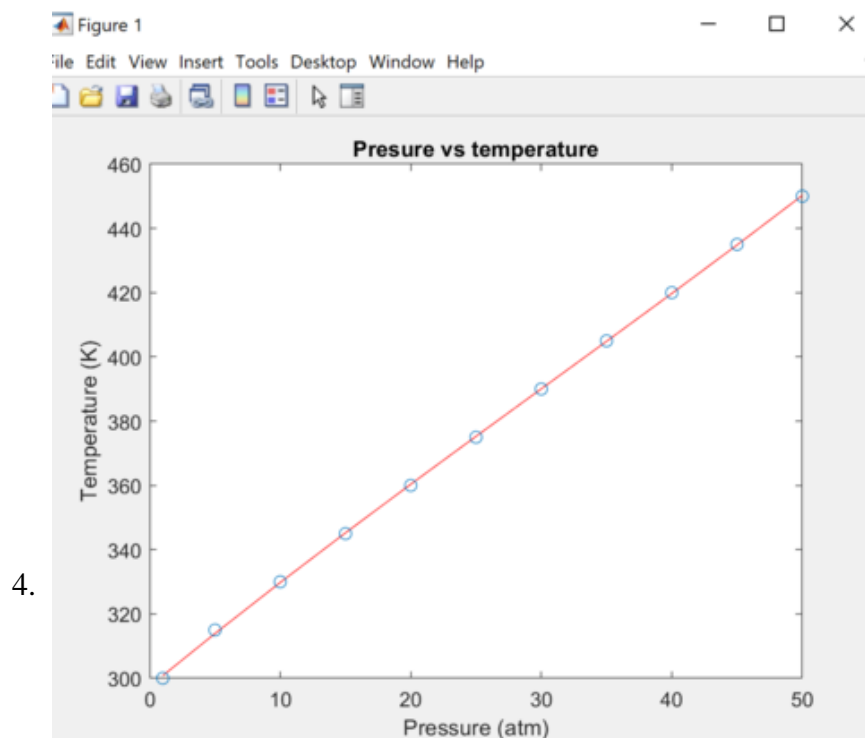 Figure 1
File Edit View Insert Tools Desktop Window Help
Presure vs temperature
460
440
420
400
380
360
340
320
300
Temperature (K)
4.
0 10 20 30 40 50
Pressure (atm)